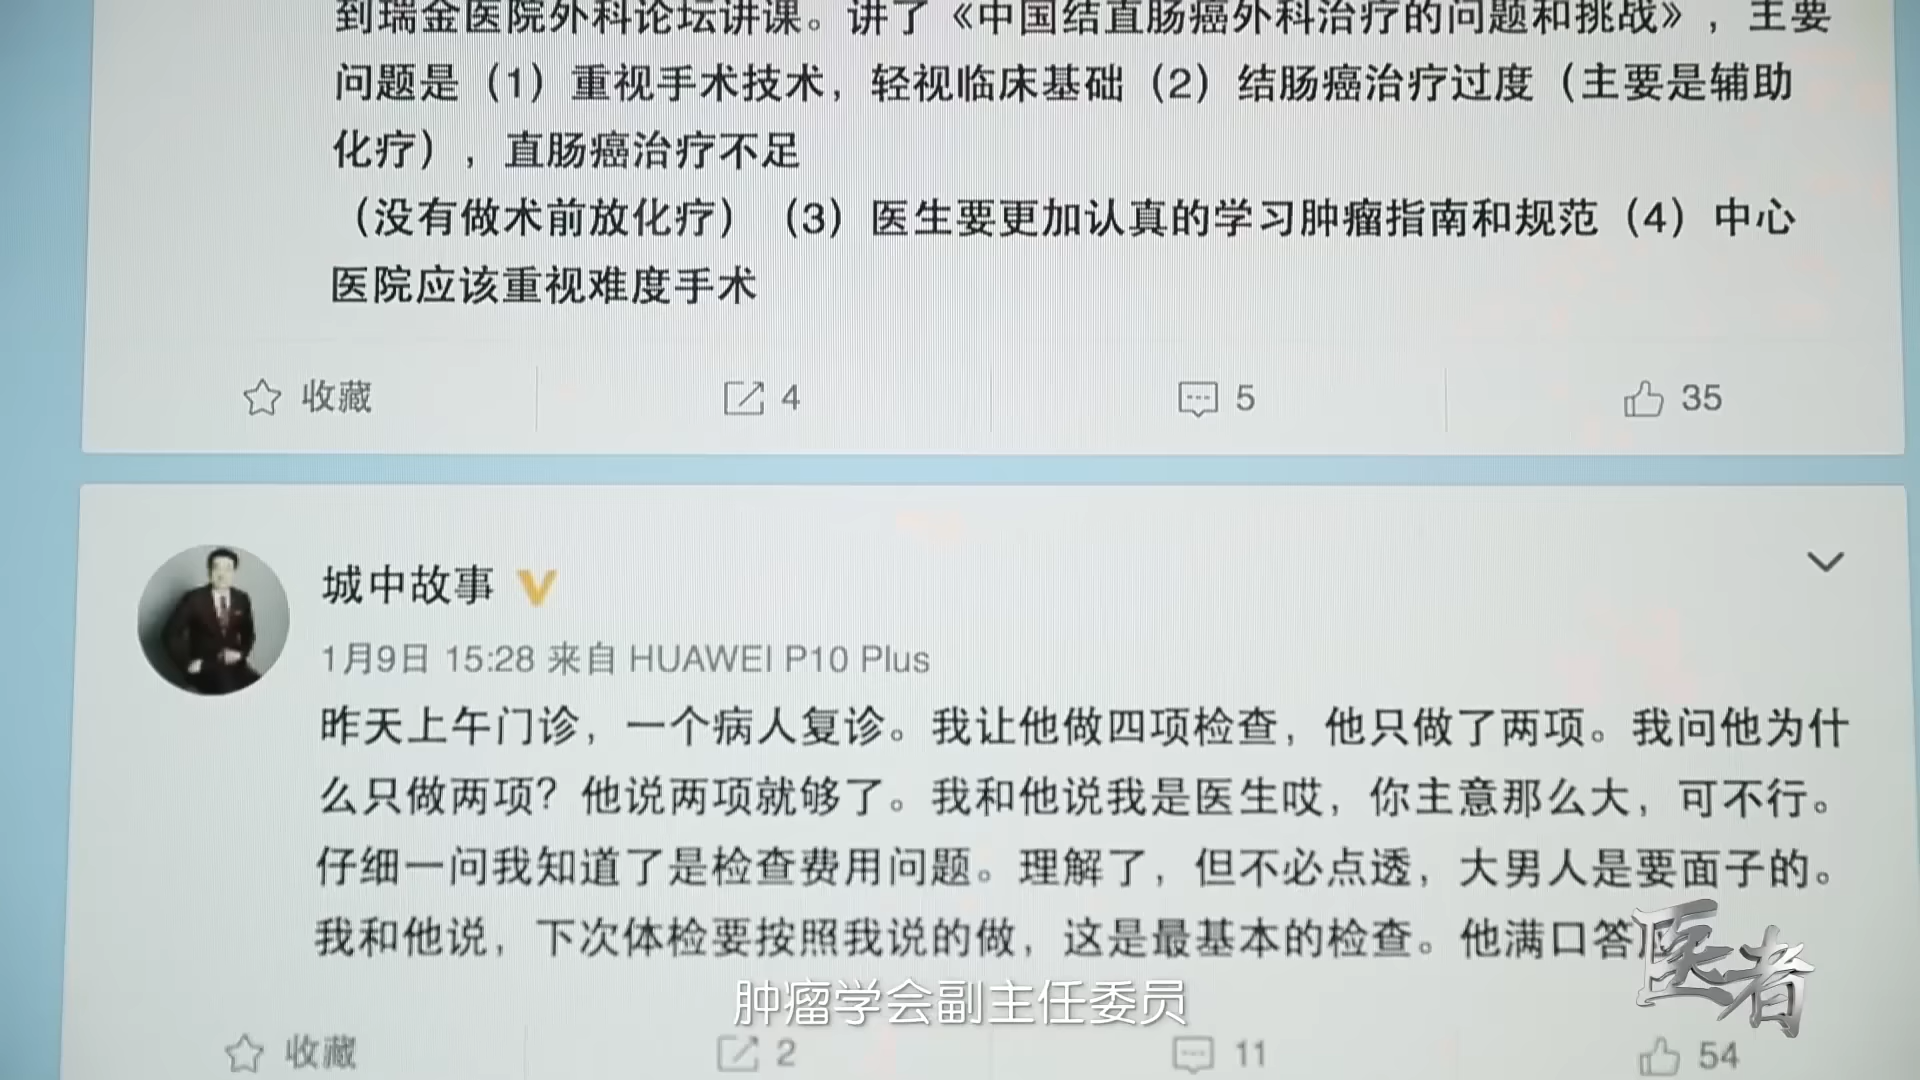 到瑞金医院外科论坛讲课。讲了《中国结直肠癌外科治疗的问题和挑战》，主要
问题是（1）重视手术技术，轻视临床基础（2）结肠癌治疗过度（主要是辅助
化疗），直肠癌治疗不足
（没有做术前放化疗）（3）医生要更加认真的学习肿瘤指南和规范（4）中心
医院应该重视难度手术
收藏 4 5 35
城中故事
1月9日 15:28 来自 HUAWEI P10 Plus
昨天上午门诊，一个病人复诊。我让他做四项检查，他只做了两项。我问他为什
么只做两项？他说两项就够了。我和他说我是医生哎，你主意那么大，可不行。
仔细一问我知道了是检查费用问题。理解了，但不必点透，大男人是要面子的。
我和他说，下次体检要按照我说的做，这是最基本的检查。他满口答
医者
肿瘤学会副主任委员
收藏 2 11 54